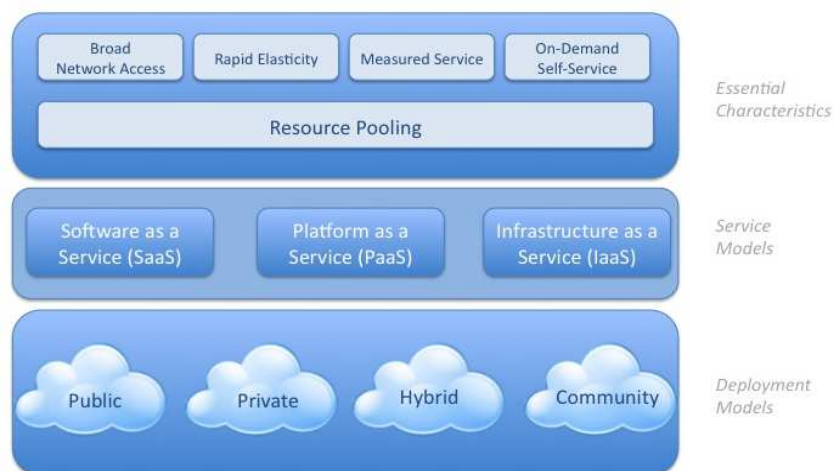 Broad
Network Access
Rapid Elasticity
Measured Service
On-Demand
Self-Service
Resource Pooling
Essential
Characteristics
Software as a
Service (SaaS)
Platform as a
Service (PaaS)
Infrastructure as a
Service (IaaS)
Service
Models
Public
Private
Hybrid
Community
Deployment
Models